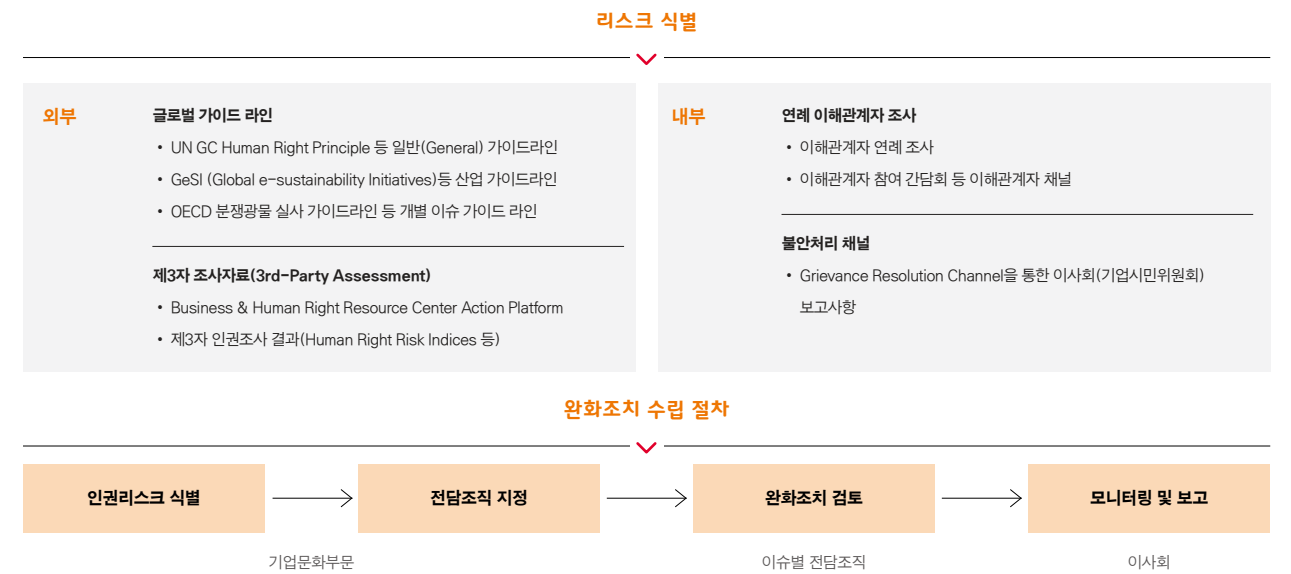 리스크 식별
외부
글로벌 가이드 라인
• UN GC Human Right Principle 등 일반(General) 가이드라인
• GeSI (Global e-sustainability Initiatives)등 산업 가이드라인
• OECD 분쟁광물 실사 가이드라인 등 개별 이슈 가이드 라인
제3자 조사자료(3rd-Party Assessment)
• Business & Human Right Resource Center Action Platform
• 제3자 인권조사 결과(Human Right Risk Indices 등)
내부
연례 이해관계자 조사
• 이해관계자 연례 조사
• 이해관계자 참여 간담회 등 이해관계자 채널
불안처리 채널
• Grievance Resolution Channel을 통한 이사회(기업시민위원회)
보고사항
완화조치 수립 절차
인권리스크 식별
전담조직 지정
완화조치 검토
모니터링 및 보고
기업문화부문
이슈별 전담조직
이사회